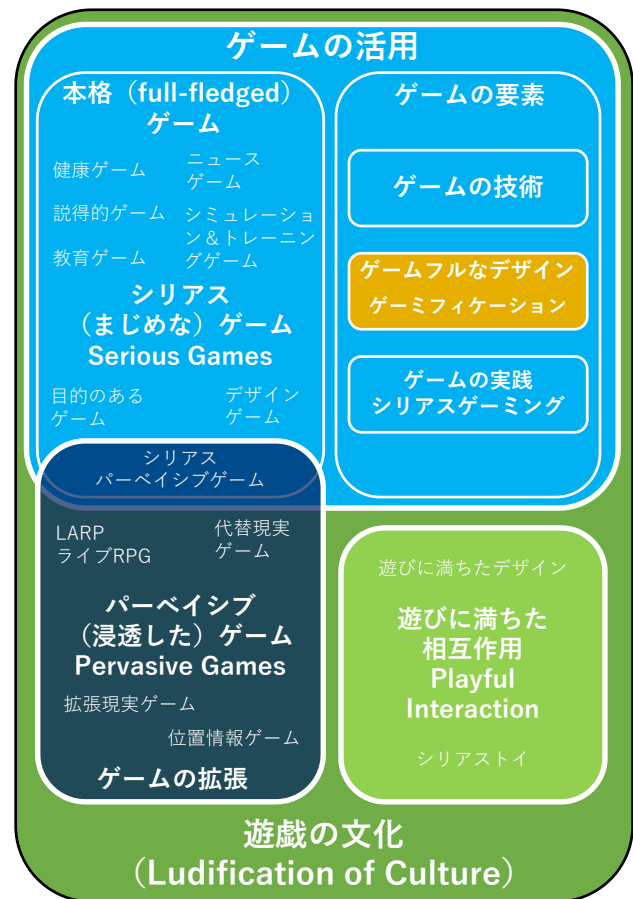 ゲームの活用
本格（full-fledged）
ゲーム
健康ゲーム
ニュース
ゲーム
説得的ゲーム
シミュレーショ
ン＆トレーニン
グゲーム
教育ゲーム
シリアス
（まじめな）ゲーム
Serious Games
目的のある
ゲーム
デザイン
ゲーム
シリアス
パーベイシブゲーム
ゲームの要素
ゲームの技術
ゲームフルなデザイン
ゲーミフィケーション
ゲームの実践
シリアスゲーミング
LARP
ライブRPG
代替現実
ゲーム
パーベイシブ
（浸透した）ゲーム
Pervasive Games
拡張現実ゲーム
位置情報ゲーム
ゲームの拡張
遊びに満ちたデザイン
遊びに満ちた
相互作用
Playful
Interaction
シリアストイ
遊戯の文化
（Ludification of Culture）